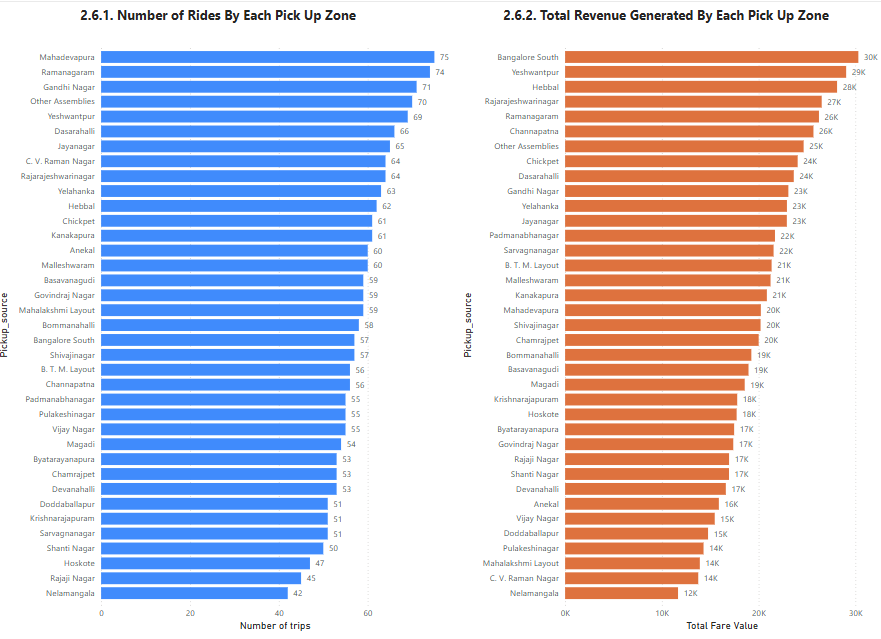 2.6.1. Number of Rides By Each Pick Up Zone
Pickup_source
Mahadevapura 75
Ramanagaram 74
Gandhi Nagar 71
Other Assemblies 70
Yeshwantpur 69
Dasarahalli 66
Jayanagar 65
C. V. Raman Nagar 64
Rajarajeshwarinagar 64
Yelahanka 63
Hebbal 62
Chickpet 61
Kanakapura 61
Anekal 60
Malleshwaram 60
Basavanagudi 59
Govindraj Nagar 59
Mahalakshmi Layout 59
Bommanahalli 58
Bangalore South 57
Shivajinagar 57
B. T. M. Layout 56
Channapatna 56
Padmanabhanagar 55
Pulakeshinagar 55
Vijay Nagar 55
Magadi 54
Byatarayanapura 53
Chamrajpet 53
Devanahalli 53
Doddaballapur 51
Krishnarajapuram 51
Sarvagnanagar 51
Shanti Nagar 50
Hoskote 47
Rajaji Nagar 45
Nelamangala 42
0 20 40 60
Number of trips
2.6.2. Total Revenue Generated By Each Pick Up Zone
Pickup_source
Bangalore South 30K
Yeshwantpur 29K
Hebbal 28K
Rajarajeshwarinagar 27K
Ramanagaram 26K
Channapatna 26K
Other Assemblies 25K
Chickpet 24K
Dasarahalli 24K
Gandhi Nagar 23K
Yelahanka 23K
Jayanagar 23K
Padmanabhanagar 22K
Sarvagnanagar 22K
B. T. M. Layout 21K
Malleshwaram 21K
Kanakapura 21K
Mahadevapura 20K
Shivajinagar 20K
Chamrajpet 20K
Bommanahalli 19K
Basavanagudi 19K
Magadi 19K
Krishnarajapuram 18K
Hoskote 18K
Byatarayanapura 17K
Govindraj Nagar 17K
Rajaji Nagar 17K
Shanti Nagar 17K
Devanahalli 17K
Anekal 16K
Vijay Nagar 15K
Doddaballapur 15K
Pulakeshinagar 14K
Mahalakshmi Layout 14K
C. V. Raman Nagar 14K
Nelamangala 12K
0K 10K 20K 30K
Total Fare Value